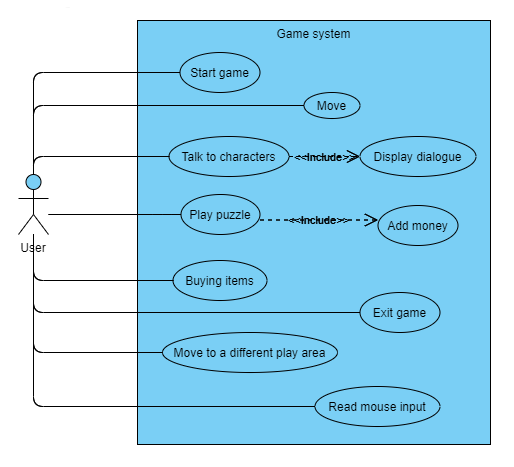 Game system
Start game
Move
Talk to characters
<<Include>>
Display dialogue
User
Play puzzle
<<Include>>
Add money
Buying items
Exit game
Move to a different play area
Read mouse input